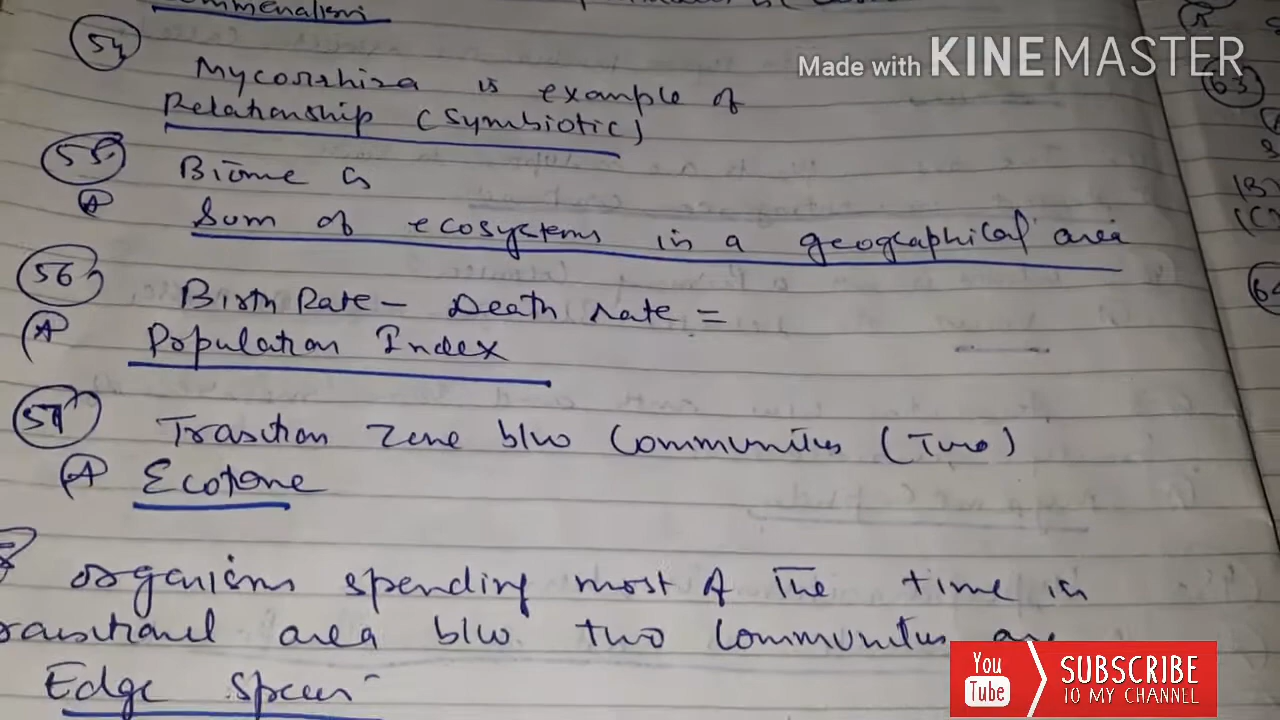 ommenalism
54
Made with KINEMASTER
Mycorrhiza is example of
Relationship (Symbiotic)
55
Biome is
A Sum of ecosystems in a geographical area
56
Birth Rate - Death rate =
A Population Index
57
Transition Zone b/w Communities (Two)
A Ecotone
organisms spending most of The time in
transitional area b/w two Communities are
Edge
63
(B)
(C)
You Tube SUBSCRIBE
TO MY CHANNEL